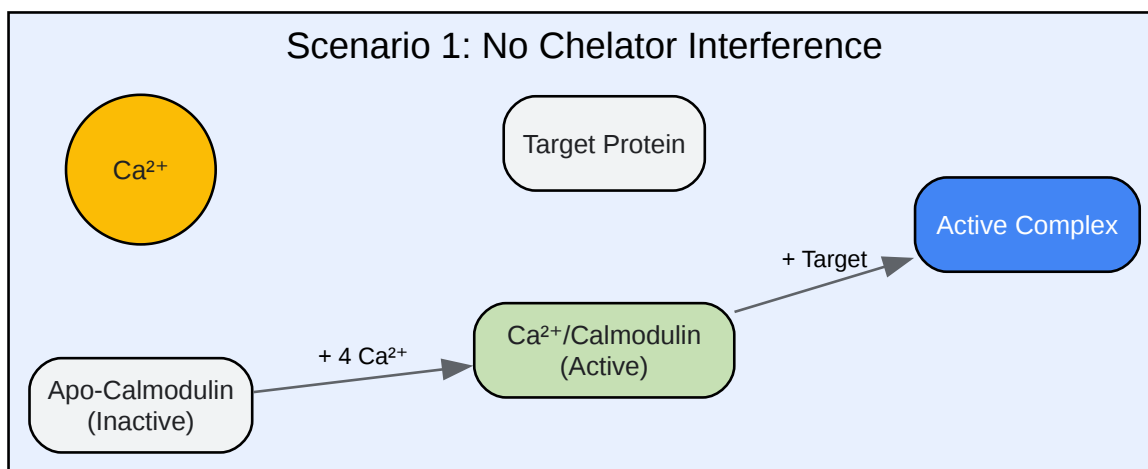 Scenario 1: No Chelator Interference
Ca²⁺
Target Protein
Active Complex
+ Target
Ca²⁺/Calmodulin
(Active)
+ 4 Ca²⁺
Apo-Calmodulin
(Inactive)